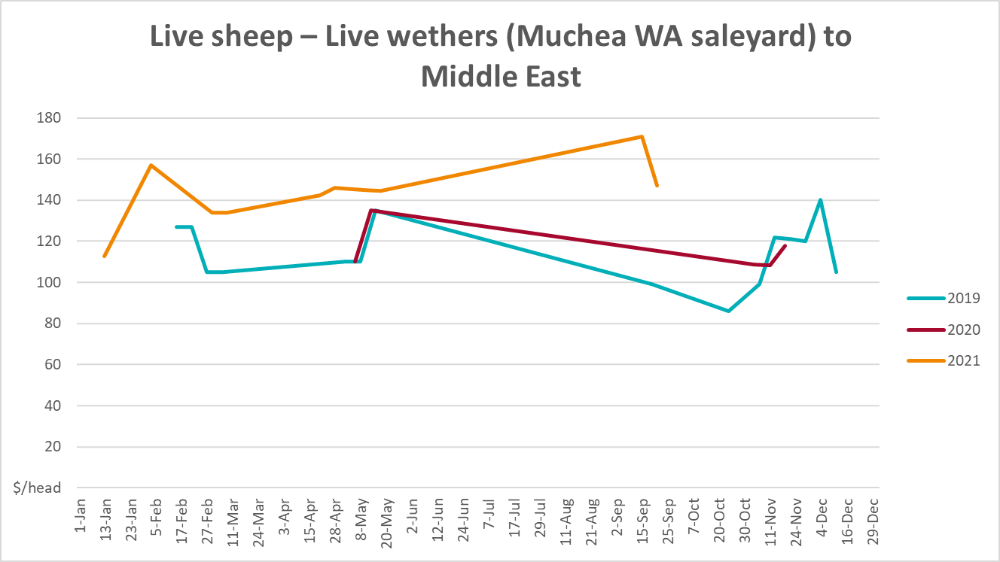 Live sheep – Live wethers (Muchea WA saleyard) to
Middle East
180
160
140
120
100
80
60
40
20
$/head
1-Jan
13-Jan
23-Jan
5-Feb
17-Feb
27-Feb
11-Mar
24-Mar
3-Apr
15-Apr
28-Apr
8-May
20-May
2-Jun
12-Jun
24-Jun
7-Jul
17-Jul
29-Jul
11-Aug
21-Aug
2-Sep
15-Sep
25-Sep
7-Oct
20-Oct
30-Oct
11-Nov
24-Nov
4-Dec
16-Dec
29-Dec
2019
2020
2021